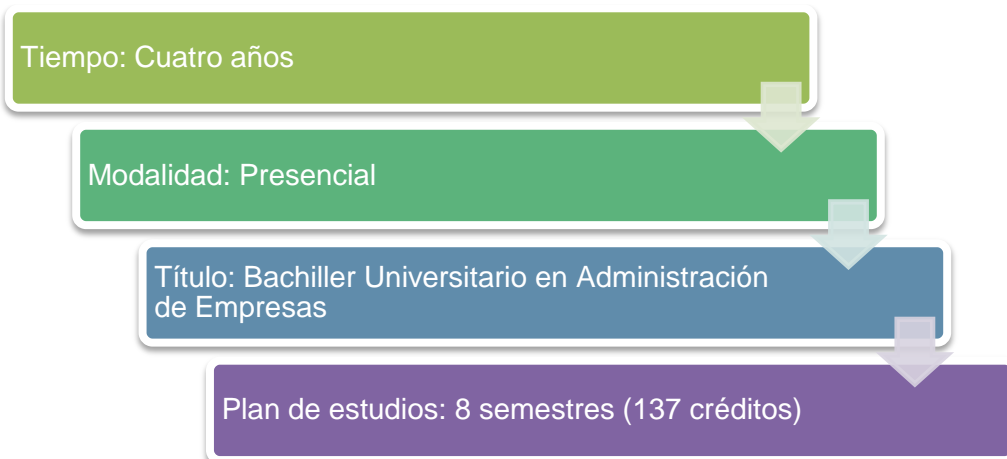 Tiempo: Cuatro años
Modalidad: Presencial
Título: Bachiller Universitario en Administración
de Empresas
Plan de estudios: 8 semestres (137 créditos)